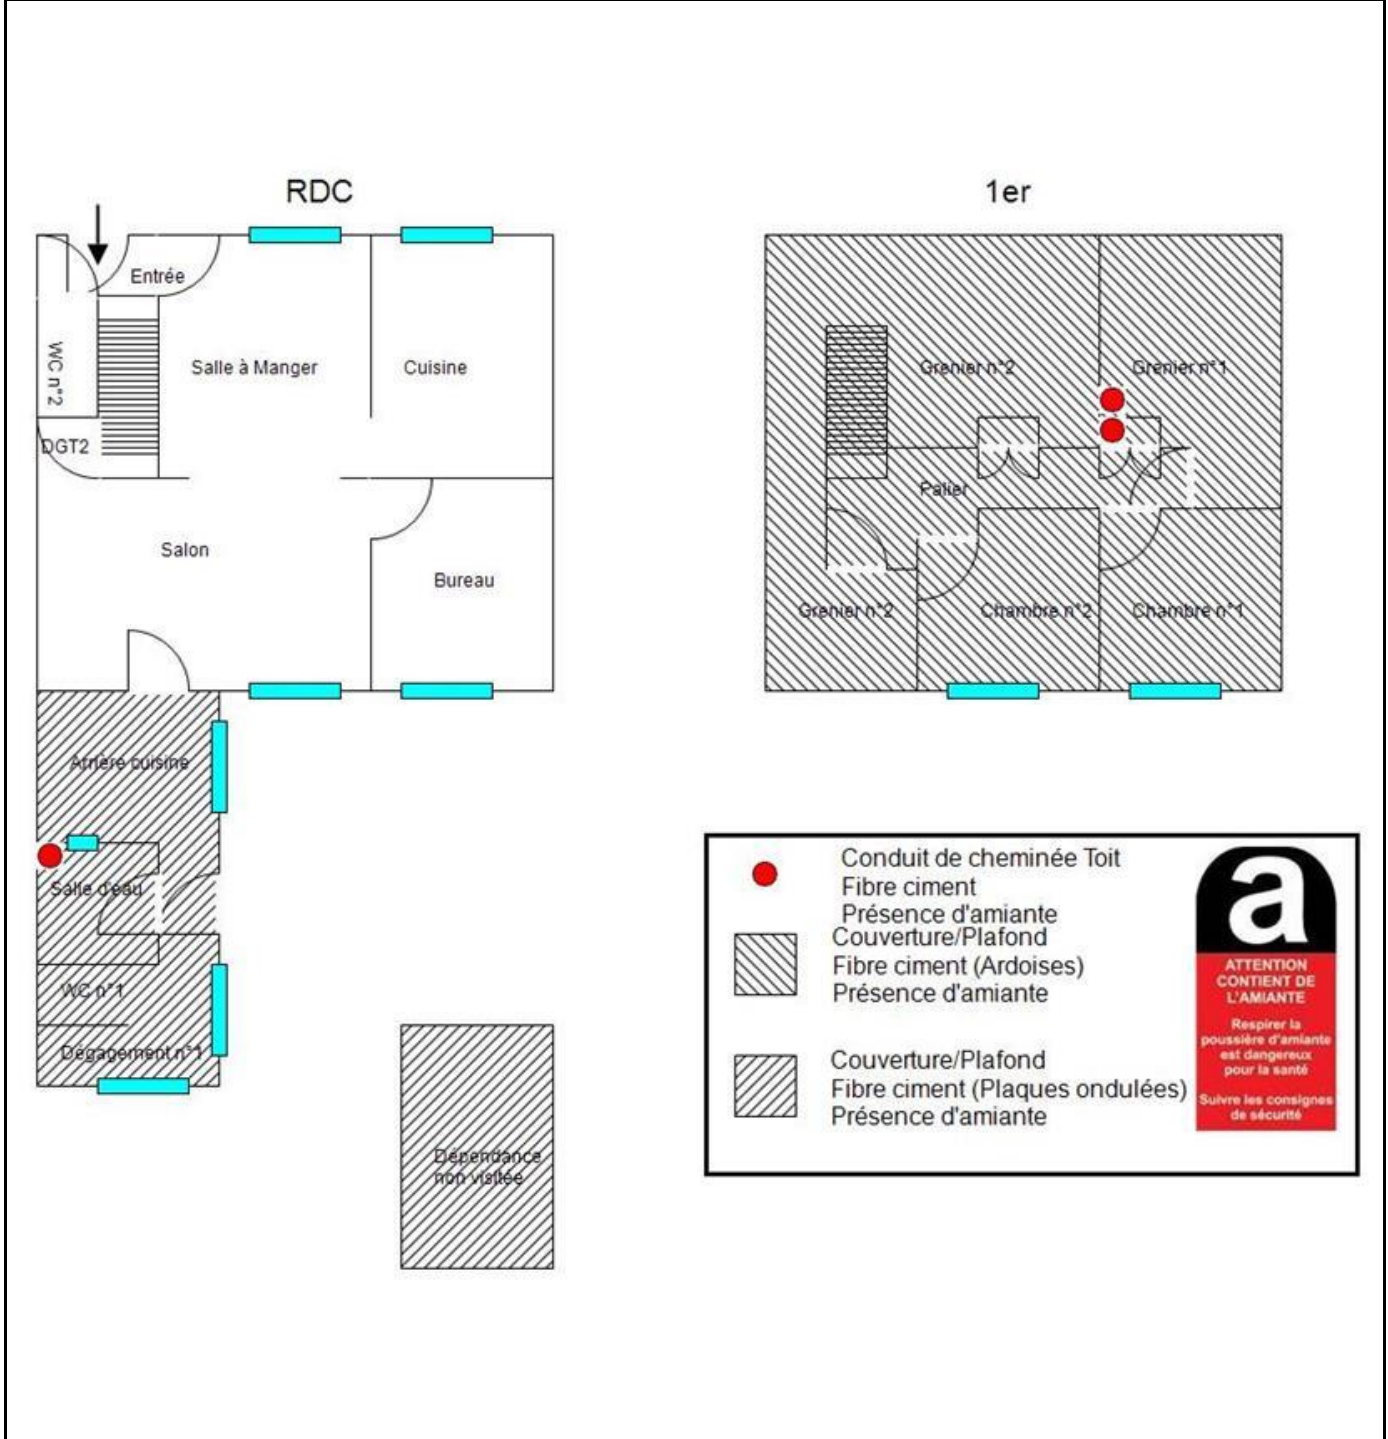 RDC
1er
Entrée
WC n°2
Salle à Manger
Cuisine
DGT2
Salon
Bureau
Arrière cuisine
Salle d'eau
WC n°1
Dégagement n°1
Dépendance
non visitée
Grenier n°2
Grenier n°1
Palier
Grenier n°2
Chambre n°2
Chambre n°1
Conduit de cheminée Toit
Fibre ciment
Présence d'amiante
Couverture/Plafond
Fibre ciment (Ardoises)
Présence d'amiante
Couverture/Plafond
Fibre ciment (Plaques ondulées)
Présence d'amiante
a
ATTENTION
CONTIENT DE
L'AMIANTE
Respirer la
poussière d'amiante
est dangereux
pour la santé
Suivre les consignes
de sécurité